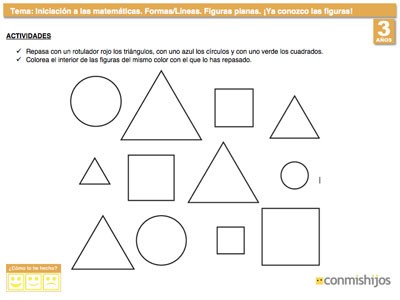 Tema: Iniciación a las matemáticas. Formas/Líneas. Figuras planas. ¡Ya conozco las figuras!
3
AÑOS
ACTIVIDADES
✓ Repasa con un rotulador rojo los triángulos, con uno azul los círculos y con uno verde los cuadrados.
✓ Colorea el interior de las figuras del mismo color con el que lo has repasado.
¿Cómo lo he hecho?
conmishijos